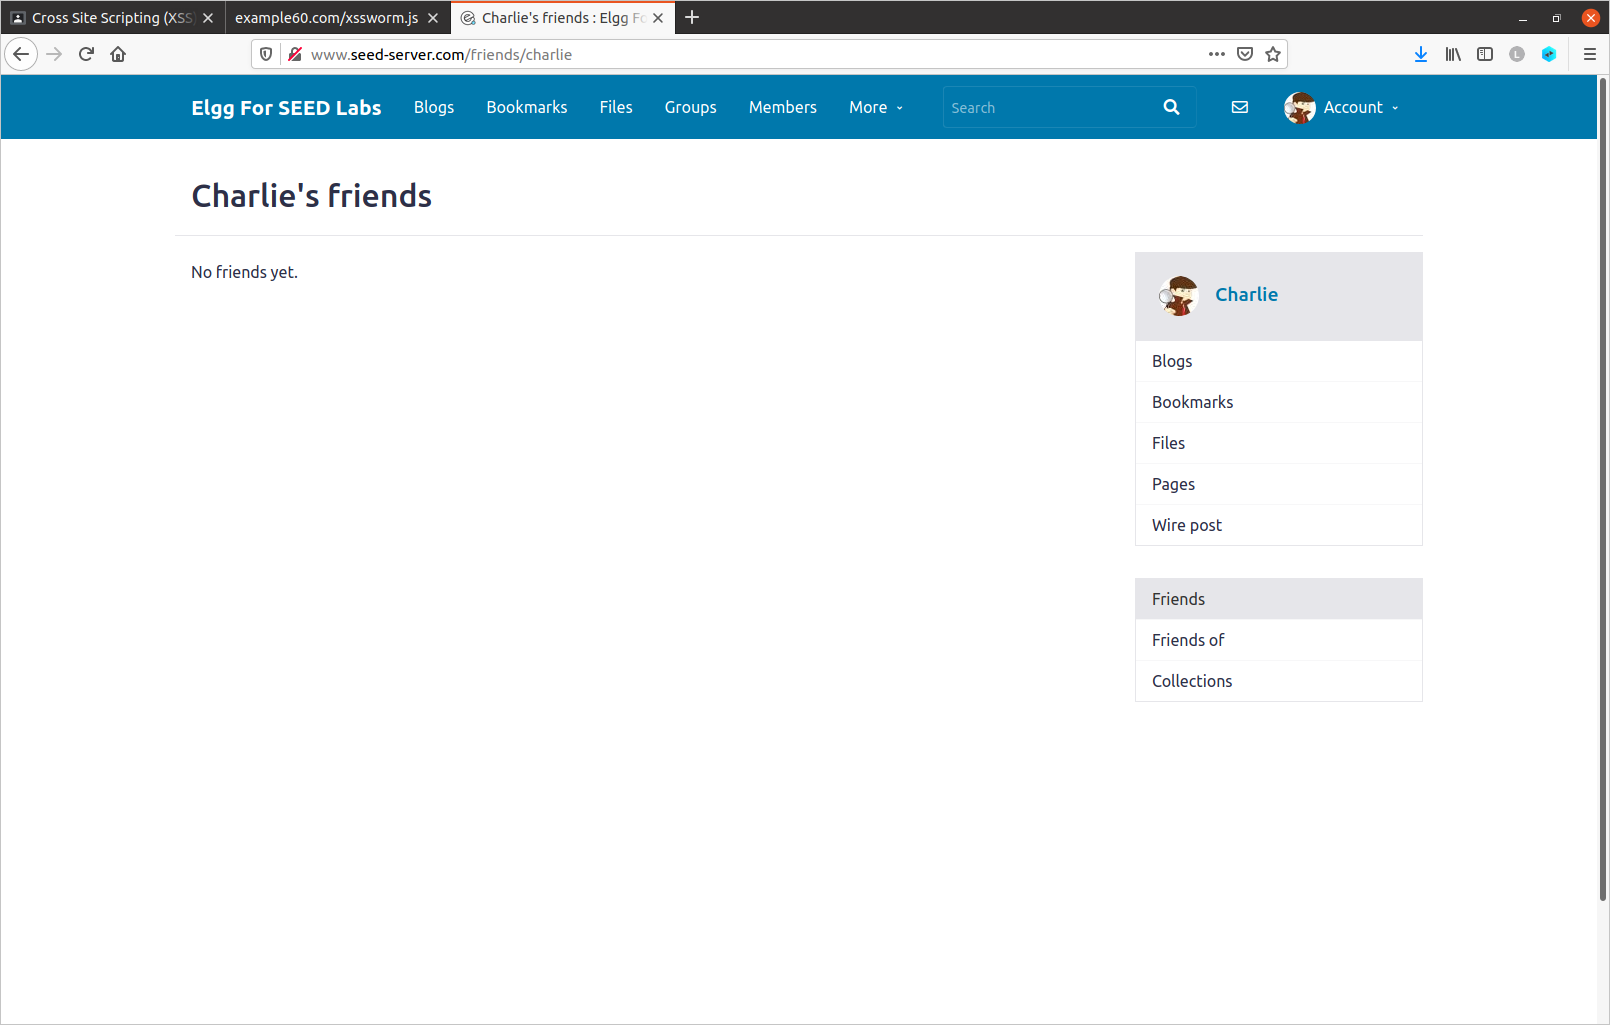 Cross Site Scripting (XSS)
example60.com/xssworm.js
Charlie's friends : Elgg Fo
www.seed-server.com/friends/charlie
L
Elgg For SEED Labs
Blogs
Bookmarks
Files
Groups
Members
More
Search
Account
Charlie's friends
No friends yet.
Charlie
Blogs
Bookmarks
Files
Pages
Wire post
Friends
Friends of
Collections